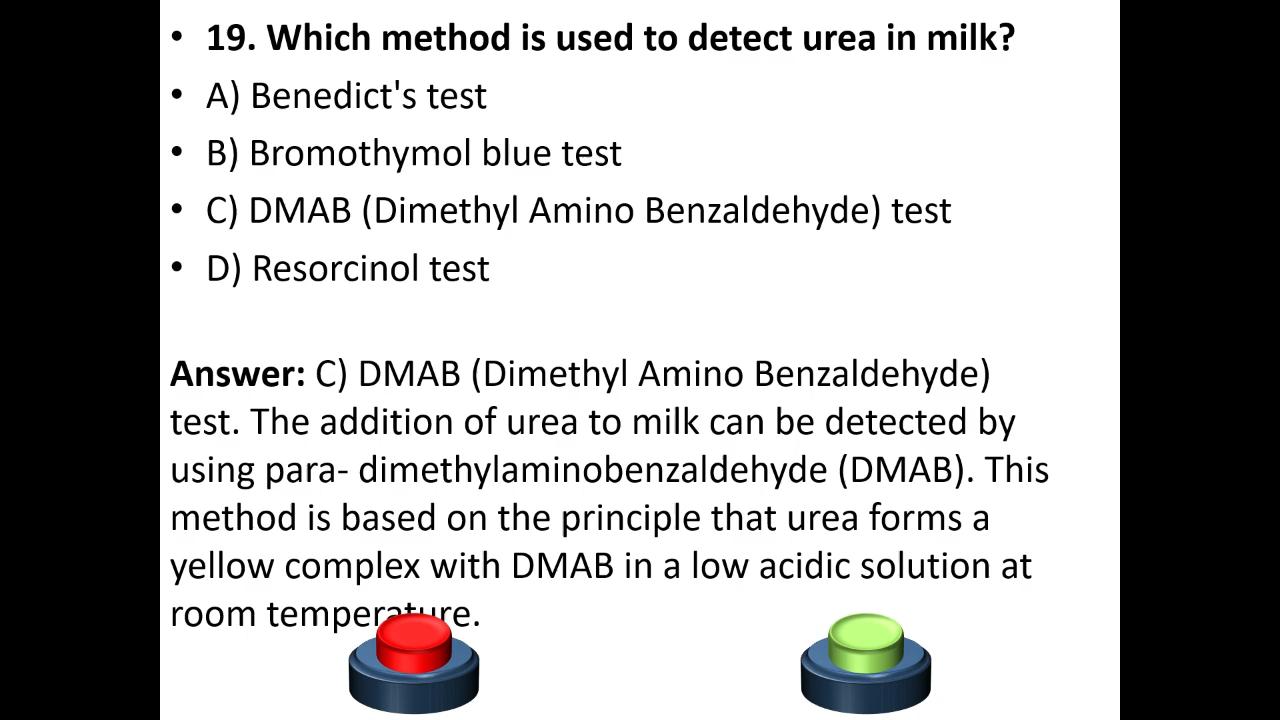 • 19. Which method is used to detect urea in milk?
• A) Benedict's test
• B) Bromothymol blue test
• C) DMAB (Dimethyl Amino Benzaldehyde) test
• D) Resorcinol test
Answer: C) DMAB (Dimethyl Amino Benzaldehyde)
test. The addition of urea to milk can be detected by
using para- dimethylaminobenzaldehyde (DMAB). This
method is based on the principle that urea forms a
yellow complex with DMAB in a low acidic solution at
room temperature.